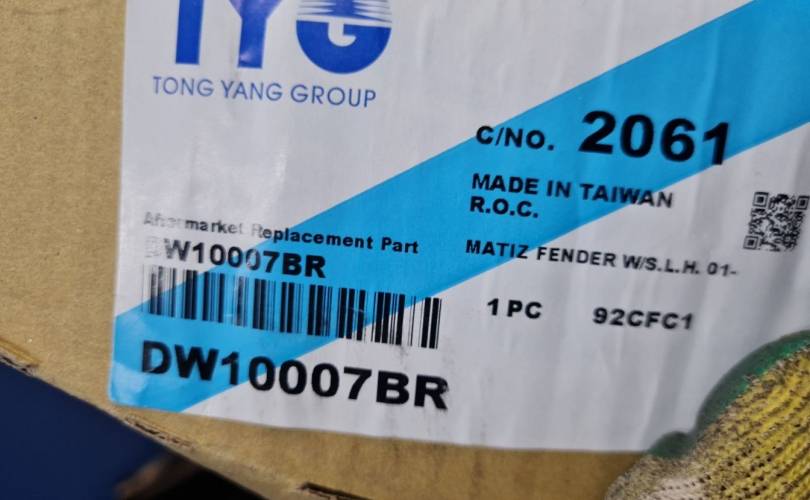 TYG
TONG YANG GROUP
C/NO. 2061
MADE IN TAIWAN
R.O.C.
Aftermarket Replacement Part
DW10007BR
MATIZ FENDER W/S.L.H. 01-
1 PC 92CFC1
DW10007BR